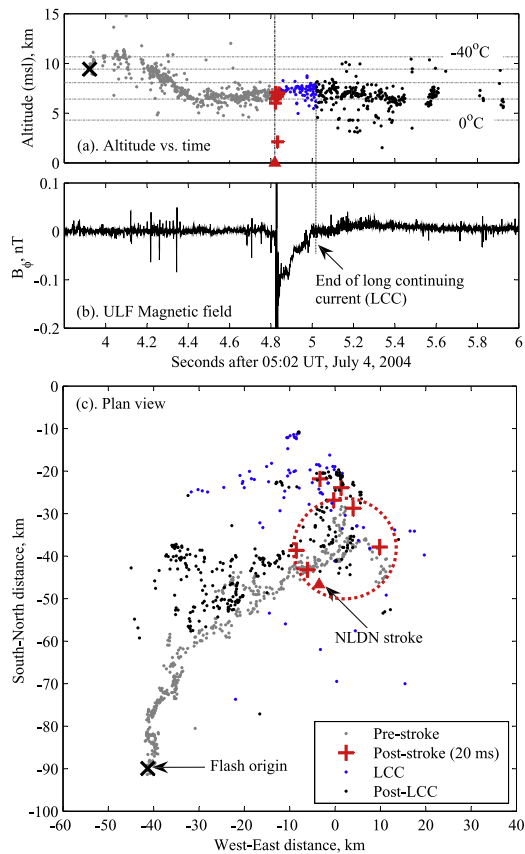 15
10
5
0
Altitude (msl), km
-40°C
0°C
(a). Altitude vs. time
0.1
0
-0.1
-0.2
B_ϕ, nT
End of long continuing
current (LCC)
(b). ULF Magnetic field
4 4.2 4.4 4.6 4.8 5 5.2 5.4 5.6 5.8 6
Seconds after 05:02 UT, July 4, 2004
0
(c). Plan view
-10
-20
-30
-40
-50
-60
-70
-80
-90
-100
South-North distance, km
NLDN stroke
Flash origin
Pre-stroke
Post-stroke (20 ms)
LCC
Post-LCC
-60 -50 -40 -30 -20 -10 0 10 20 30 40
West-East distance, km